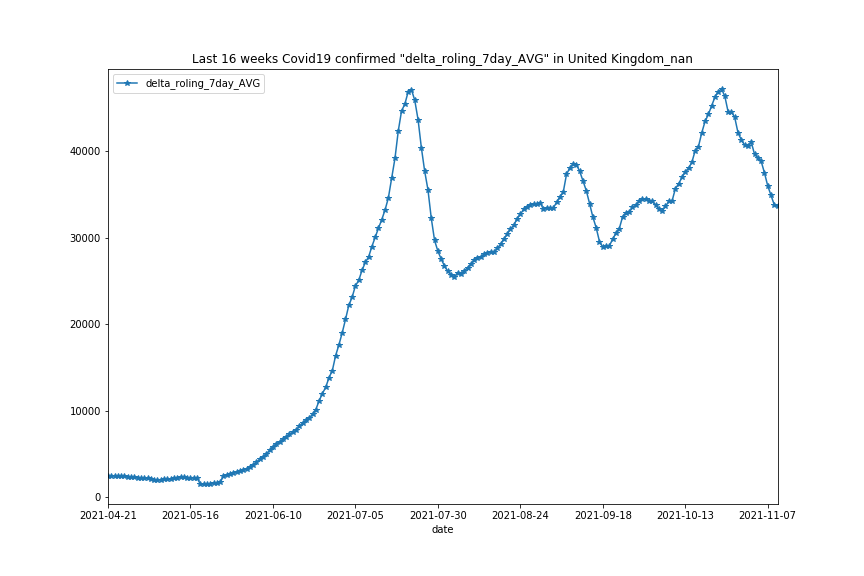 Last 16 weeks Covid19 confirmed "delta_roling_7day_AVG" in United Kingdom_nan
delta_roling_7day_AVG
40000
30000
20000
10000
0
2021-04-21 2021-05-16 2021-06-10 2021-07-05 2021-07-30 2021-08-24 2021-09-18 2021-10-13 2021-11-07
date